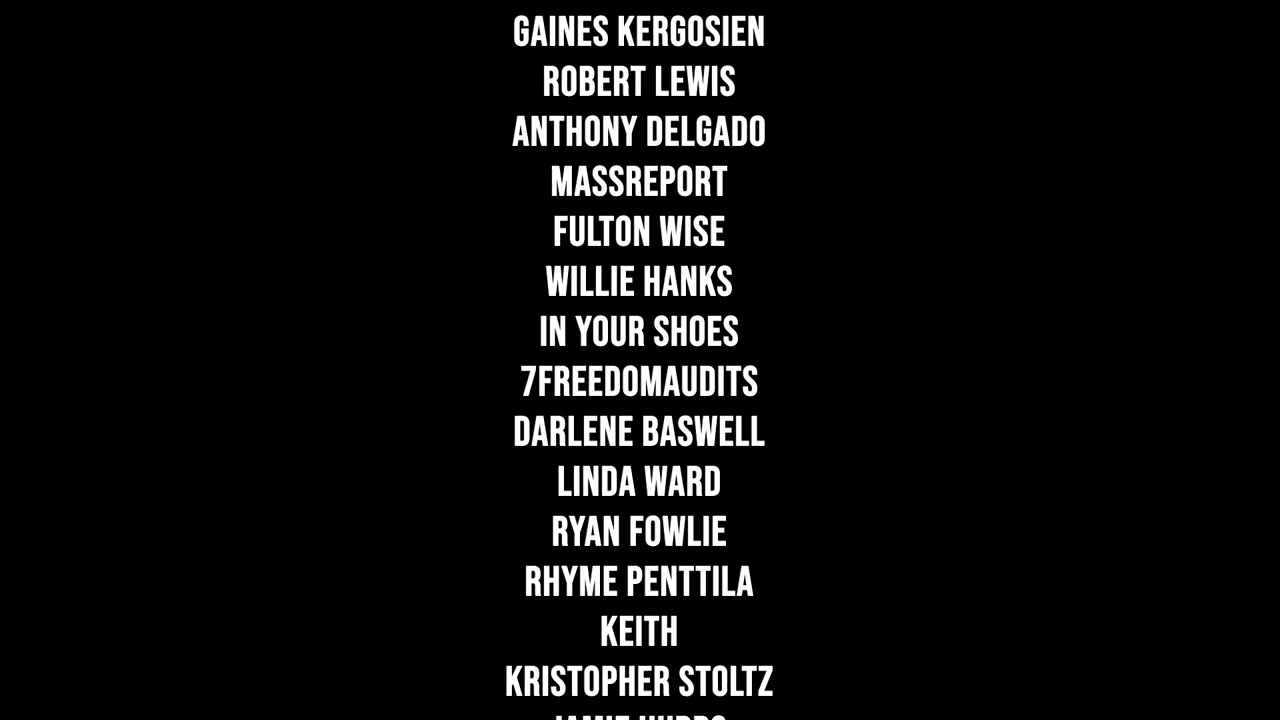 GAINES KERGOSIEN
ROBERT LEWIS
ANTHONY DELGADO
MASSREPORT
FULTON WISE
WILLIE HANKS
IN YOUR SHOES
7FREEDOMAUDITS
DARLENE BASWELL
LINDA WARD
RYAN FOWLIE
RHYME PENTTILA
KEITH
KRISTOPHER STOLTZ
JAMIE